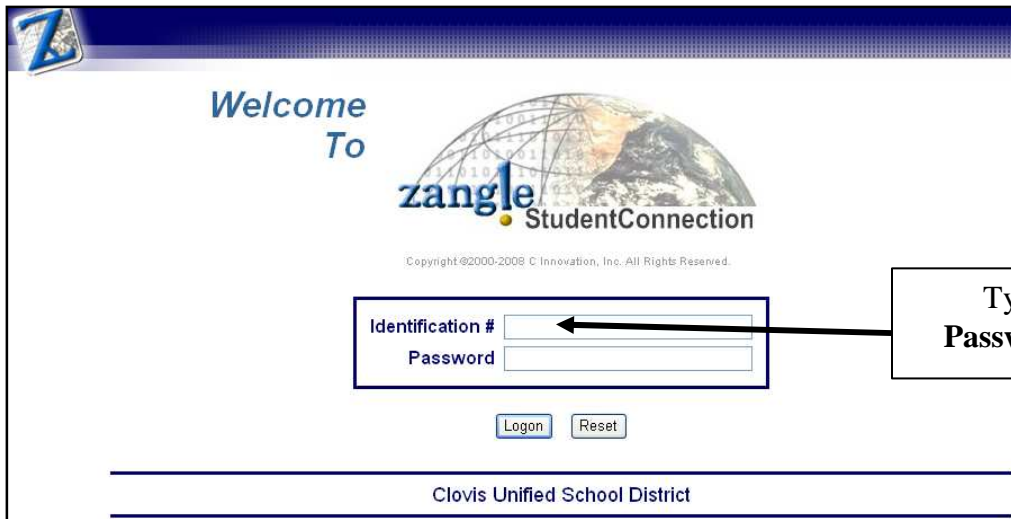 Welcome
To
zangle
StudentConnection
Copyright ©2000-2008 C Innovation, Inc. All Rights Reserved.
Identification #
Password
Logon Reset
Clovis Unified School District